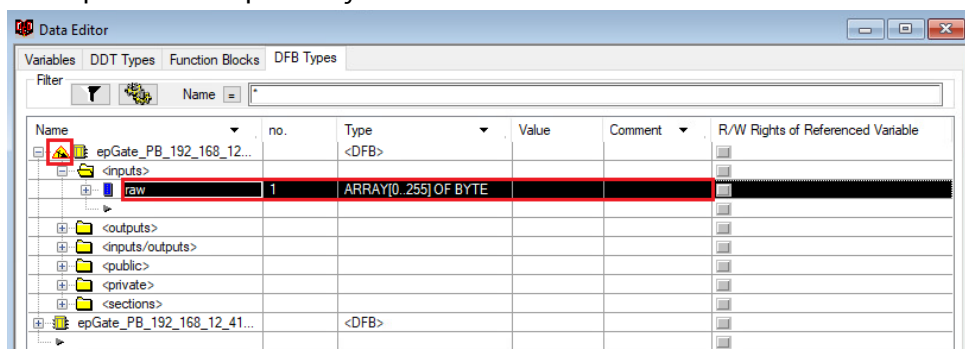 Data Editor
Variables DDT Types Function Blocks DFB Types
Filter
Name = *
Name no. Type Value Comment R/W Rights of Referenced Variable
epGate_PB_192_168_12... <DFB>
<inputs>
raw 1 ARRAY[0..255] OF BYTE
<outputs>
<inputs/outputs>
<public>
<private>
<sections>
epGate_PB_192_168_12_41... <DFB>